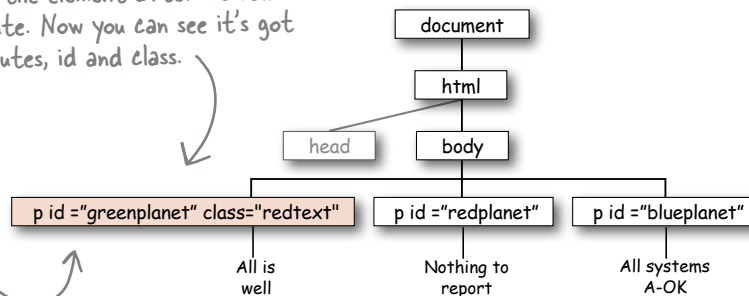 ute. Now you can see it's got
utes, id and class.
document
html
head
body
p id ="greenplanet" class="redtext"
p id ="redplanet"
p id ="blueplanet"
All is
well
Nothing to
report
All systems
A-OK